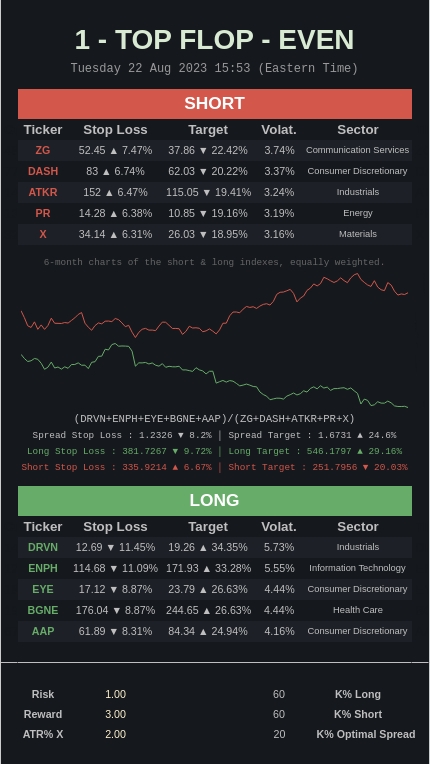 1 - TOP FLOP - EVEN
Tuesday 22 Aug 2023 15:53 (Eastern Time)
SHORT
Ticker Stop Loss Target Volat. Sector
ZG 52.45 ▲ 7.47% 37.86 ▼ 22.42% 3.74% Communication Services
DASH 83 ▲ 6.74% 62.03 ▼ 20.22% 3.37% Consumer Discretionary
ATKR 152 ▲ 6.47% 115.05 ▼ 19.41% 3.24% Industrials
PR 14.28 ▲ 6.38% 10.85 ▼ 19.16% 3.19% Energy
X 34.14 ▲ 6.31% 26.03 ▼ 18.95% 3.16% Materials
6-month charts of the short & long indexes, equally weighted.
(DRVN+ENPH+EYE+BGNE+AAP)/(ZG+DASH+ATKR+PR+X)
Spread Stop Loss : 1.2326 ▼ 8.2% | Spread Target : 1.6731 ▲ 24.6%
Long Stop Loss : 381.7267 ▼ 9.72% | Long Target : 546.1797 ▲ 29.16%
Short Stop Loss : 335.9214 ▲ 6.67% | Short Target : 251.7956 ▼ 20.03%
LONG
Ticker Stop Loss Target Volat. Sector
DRVN 12.69 ▼ 11.45% 19.26 ▲ 34.35% 5.73% Industrials
ENPH 114.68 ▼ 11.09% 171.93 ▲ 33.28% 5.55% Information Technology
EYE 17.12 ▼ 8.87% 23.79 ▲ 26.63% 4.44% Consumer Discretionary
BGNE 176.04 ▼ 8.87% 244.65 ▲ 26.63% 4.44% Health Care
AAP 61.89 ▼ 8.31% 84.34 ▲ 24.94% 4.16% Consumer Discretionary
Risk 1.00 60 K% Long
Reward 3.00 60 K% Short
ATR% X 2.00 20 K% Optimal Spread